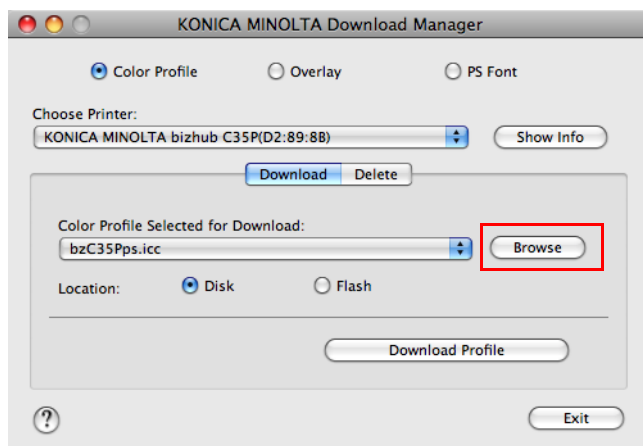 KONICA MINOLTA Download Manager
Color Profile Overlay PS Font
Choose Printer:
KONICA MINOLTA bizhub C35P(D2:89:8B) Show Info
Download Delete
Color Profile Selected for Download:
bzC35Pps.icc Browse
Location: Disk Flash
Download Profile
? Exit